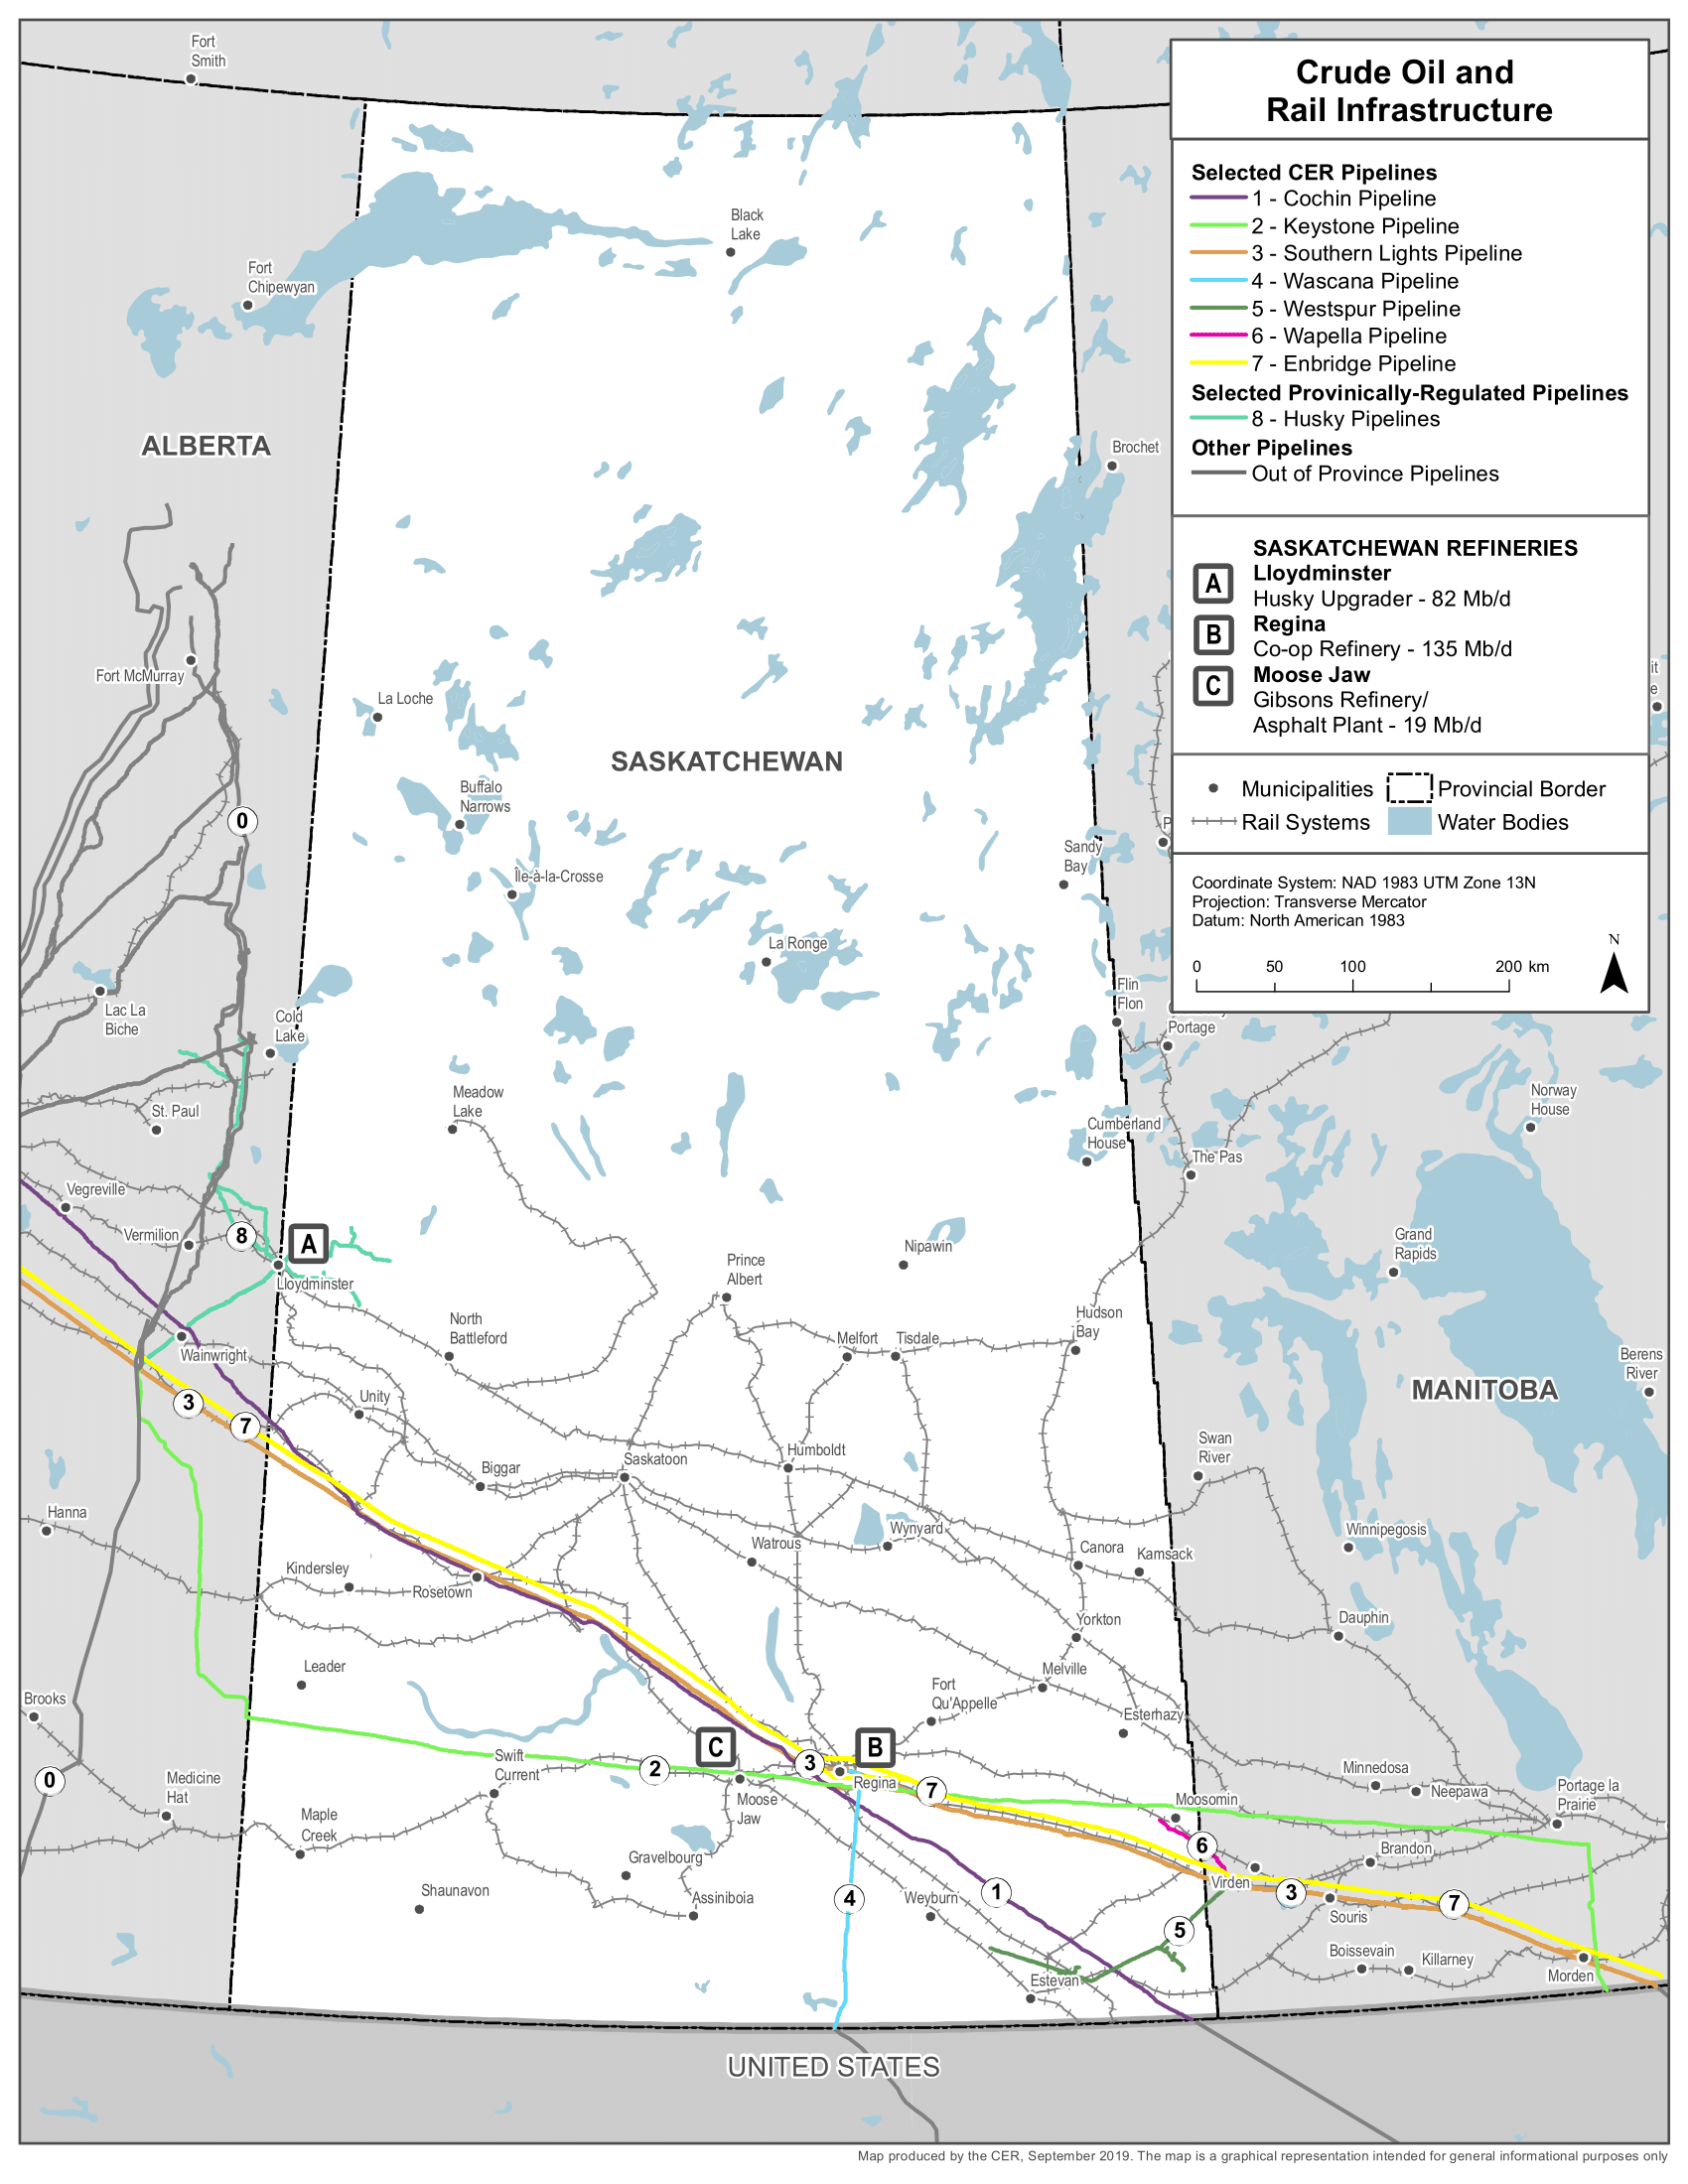 Crude Oil and
Rail Infrastructure
Selected CER Pipelines
1 - Cochin Pipeline
2 - Keystone Pipeline
3 - Southern Lights Pipeline
4 - Wascana Pipeline
5 - Westspur Pipeline
6 - Wapella Pipeline
7 - Enbridge Pipeline
Selected Provinically-Regulated Pipelines
8 - Husky Pipelines
Other Pipelines
Out of Province Pipelines
SASKATCHEWAN REFINERIES
A
Lloydminster
Husky Upgrader - 82 Mb/d
B
Regina
Co-op Refinery - 135 Mb/d
C
Moose Jaw
Gibsons Refinery/
Asphalt Plant - 19 Mb/d
Municipalities
Provincial Border
Rail Systems
Water Bodies
Coordinate System: NAD 1983 UTM Zone 13N
Projection: Transverse Mercator
Datum: North American 1983
N
0 50 100 200 km
Fort
Smith
Black
Lake
Fort
Chipewyan
ALBERTA
Brochet
Fort McMurray
La Loche
SASKATCHEWAN
Buffalo
Narrows
0
Sandy
Bay
Île-à-la-Crosse
La Ronge
Flin
Flon
Lac La
Biche
Cold
Lake
Portage
Meadow
Lake
Norway
House
St. Paul
Cumberland
House
The Pas
Vegreville
Vermilion
8
A
Lloydminster
Prince
Albert
Nipawin
Grand
Rapids
North
Battleford
Hudson
Bay
Melfort
Tisdale
Wainwright
Berens
River
MANITOBA
3
7
Unity
Swan
River
Humboldt
Saskatoon
Biggar
Hanna
Winnipegosis
Wynyard
Watrous
Canora
Kamsack
Kindersley
Rosetown
Dauphin
Yorkton
Leader
Melville
Brooks
Fort
Qu'Appelle
Esterhazy
C
3
B
Swift
Current
2
Regina
7
0
Medicine
Hat
Moose
Jaw
Moosomin
Minnedosa
Neepawa
Portage la
Prairie
Maple
Creek
6
Gravelbourg
Brandon
Shaunavon
Assiniboia
4
Weyburn
1
Virden
3
7
Souris
5
Boissevain
Killarney
Morden
Estevan
UNITED STATES
Map produced by the CER, September 2019. The map is a graphical representation intended for general informational purposes only